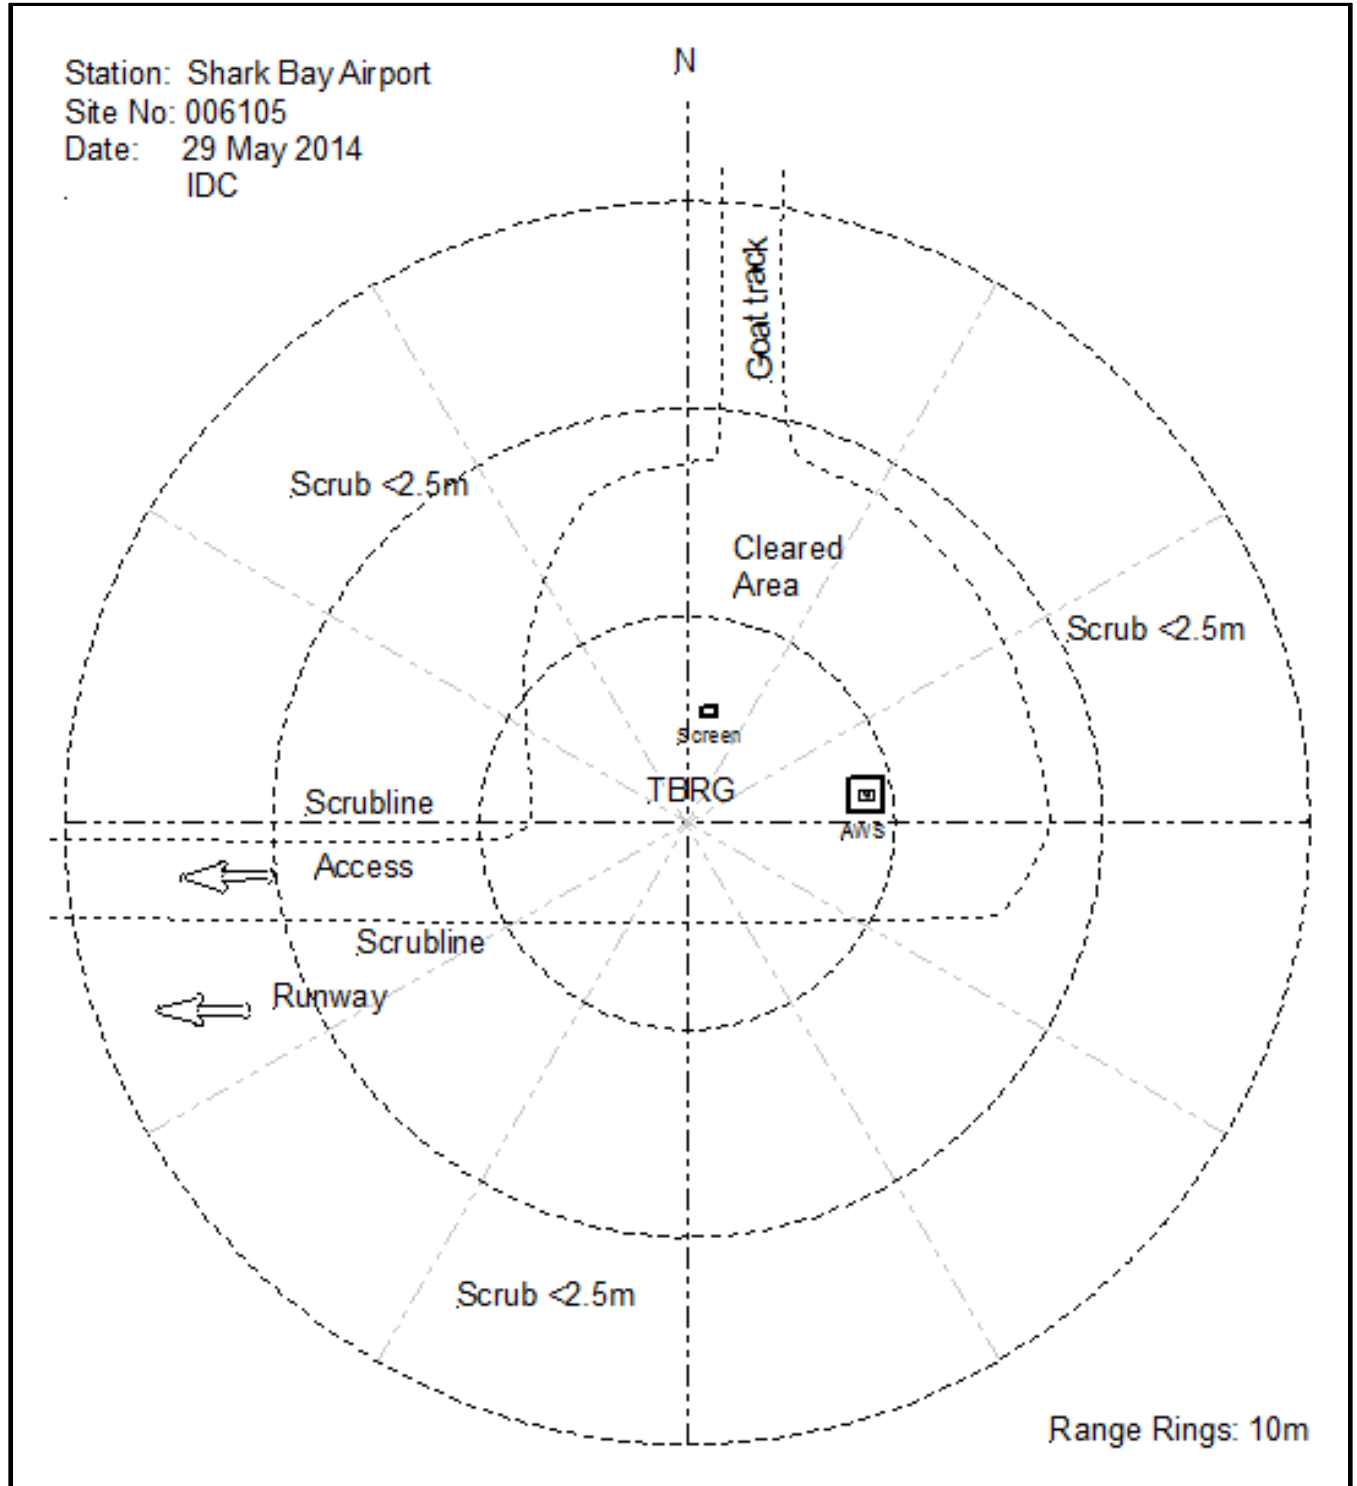 Station: Shark Bay Airport
Site No: 006105
Date: 29 May 2014
. IDC
N
Goat track
Scrub <2.5m
Cleared
Area
Scrub <2.5m
Screen
TBRG
AWS
Scrubline
Access
Scrubline
Runway
Scrub <2.5m
Range Rings: 10m